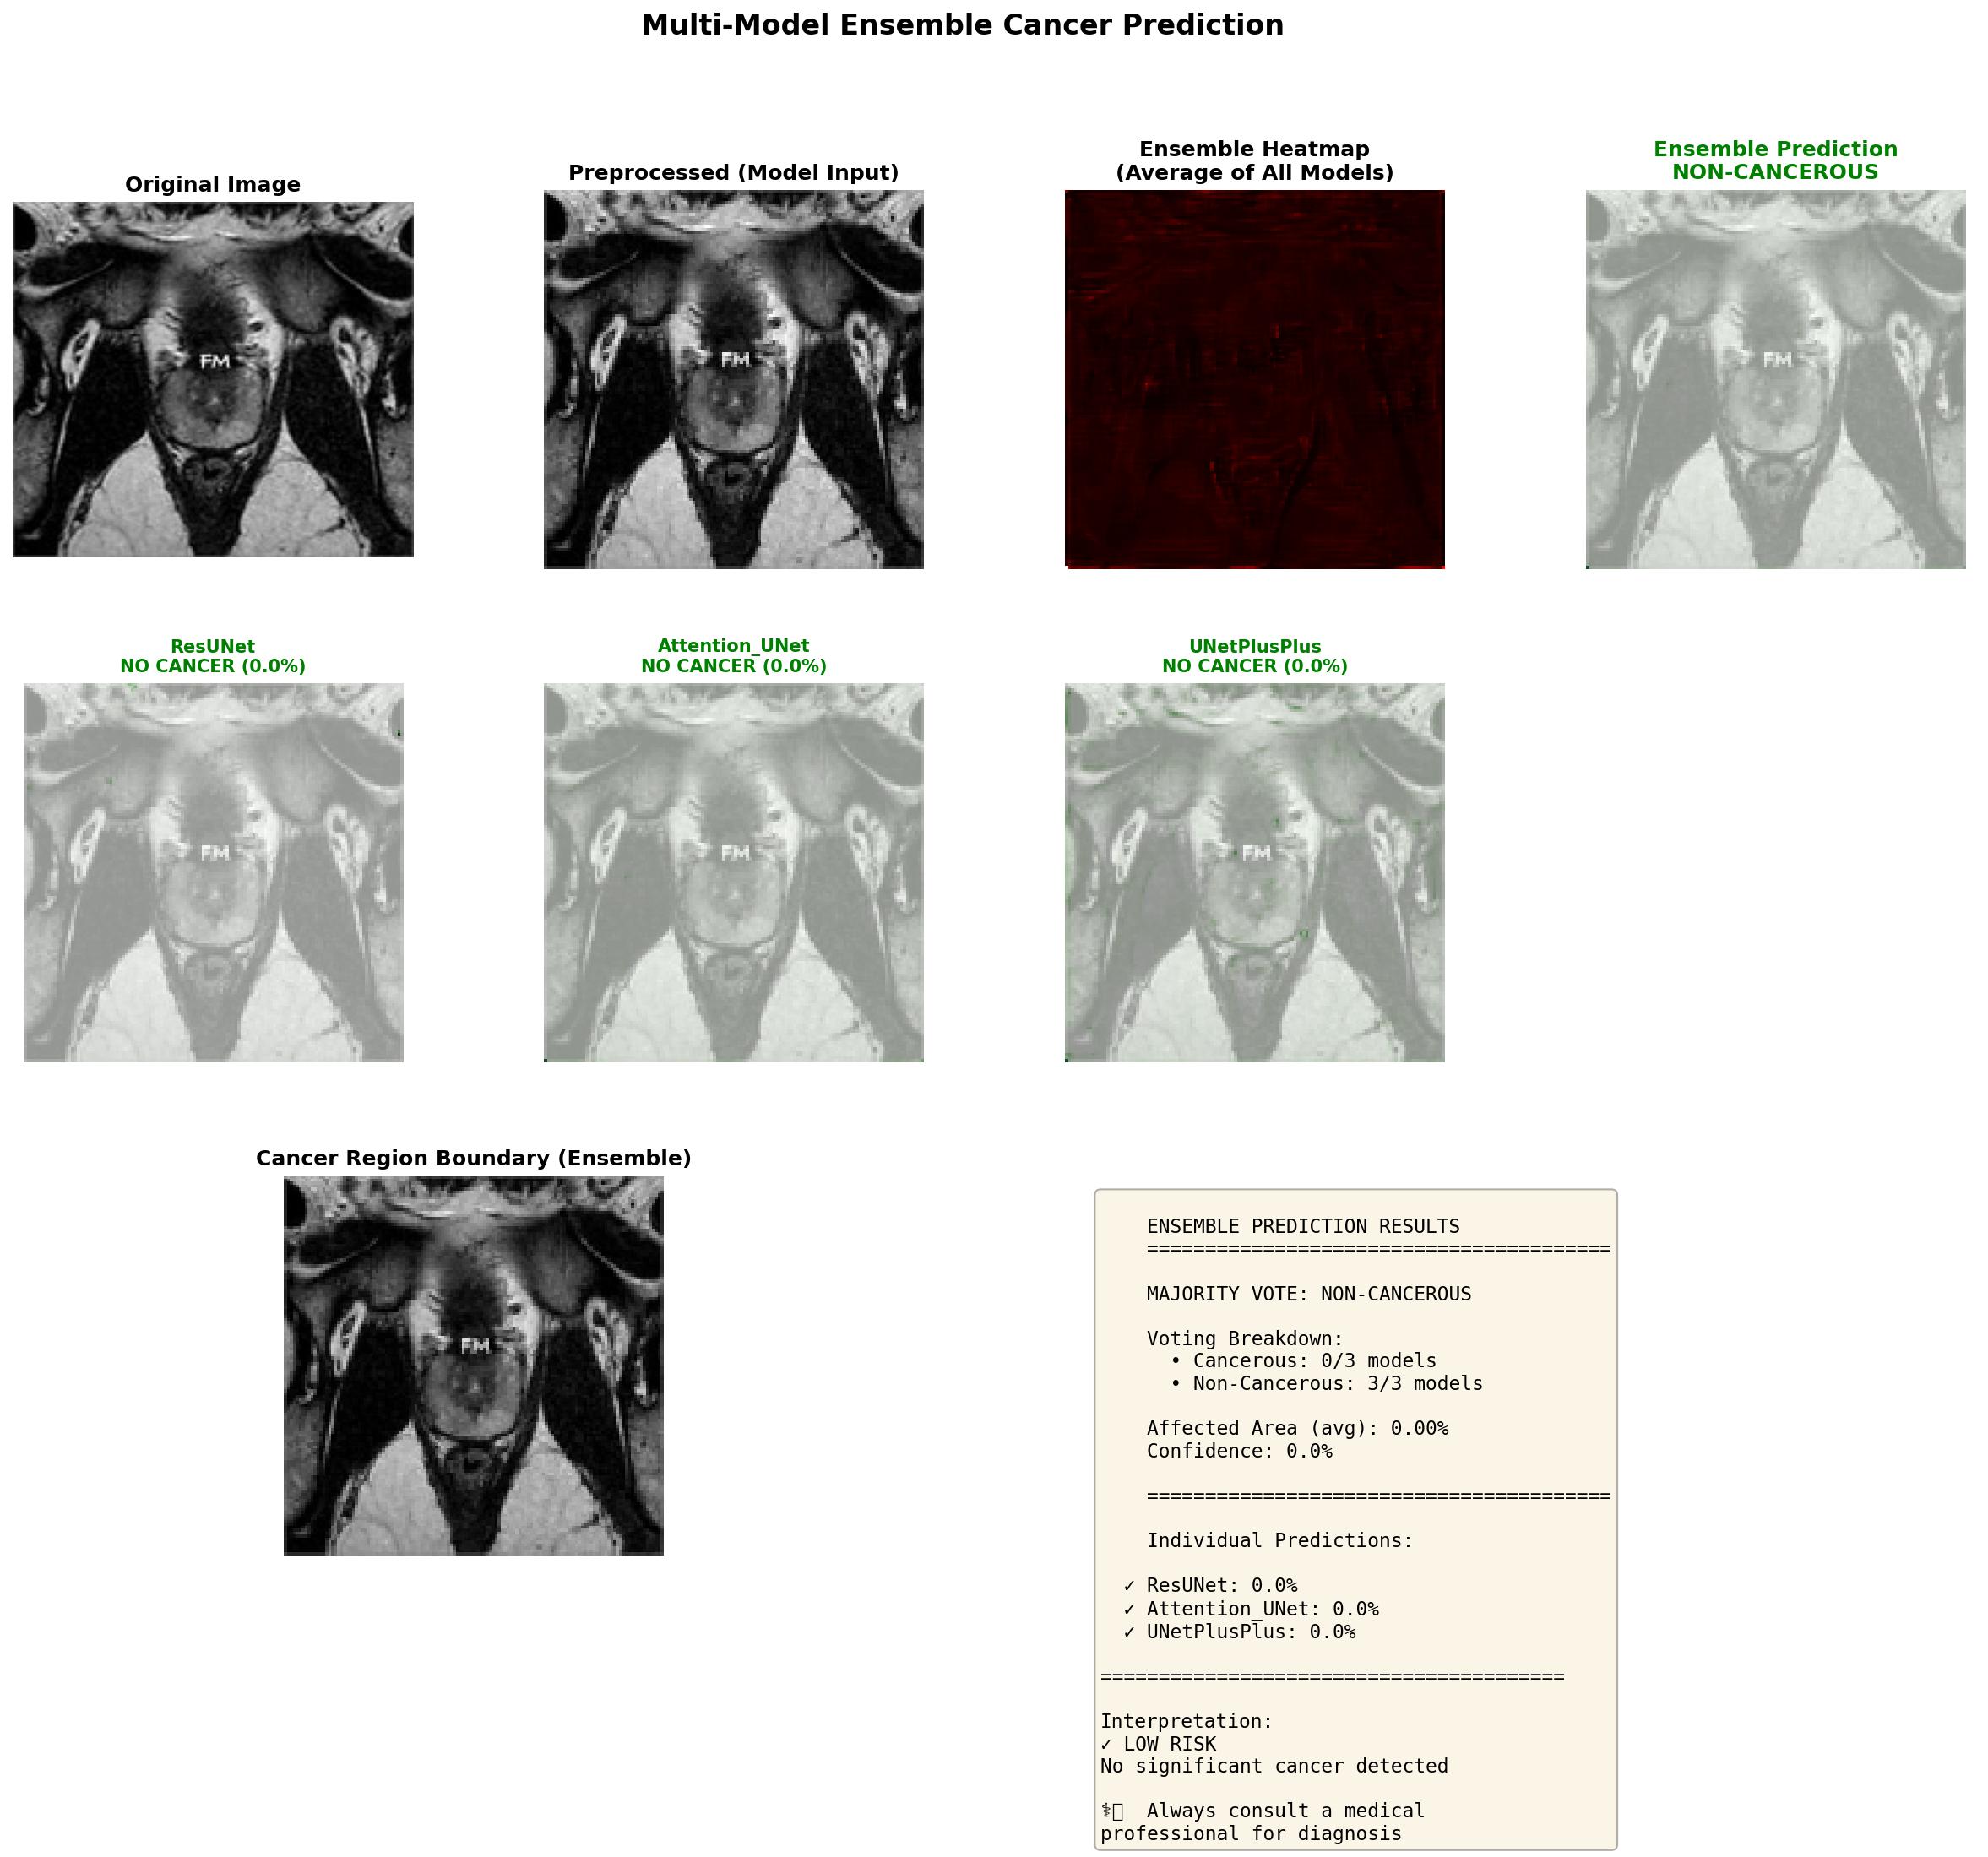 Multi-Model Ensemble Cancer Prediction
Original Image
Preprocessed (Model Input)
Ensemble Heatmap
(Average of All Models)
Ensemble Prediction
NON-CANCEROUS
FM
FM
FM
ResUNet
NO CANCER (0.0%)
Attention_UNet
NO CANCER (0.0%)
UNetPlusPlus
NO CANCER (0.0%)
FM
FM
FM
Cancer Region Boundary (Ensemble)
FM
ENSEMBLE PREDICTION RESULTS
========================================
MAJORITY VOTE: NON-CANCEROUS
Voting Breakdown:
• Cancerous: 0/3 models
• Non-Cancerous: 3/3 models
Affected Area (avg): 0.00%
Confidence: 0.0%
========================================
Individual Predictions:
✓ ResUNet: 0.0%
✓ Attention_UNet: 0.0%
✓ UNetPlusPlus: 0.0%
========================================
Interpretation:
✓ LOW RISK
No significant cancer detected
⚕️ Always consult a medical
professional for diagnosis